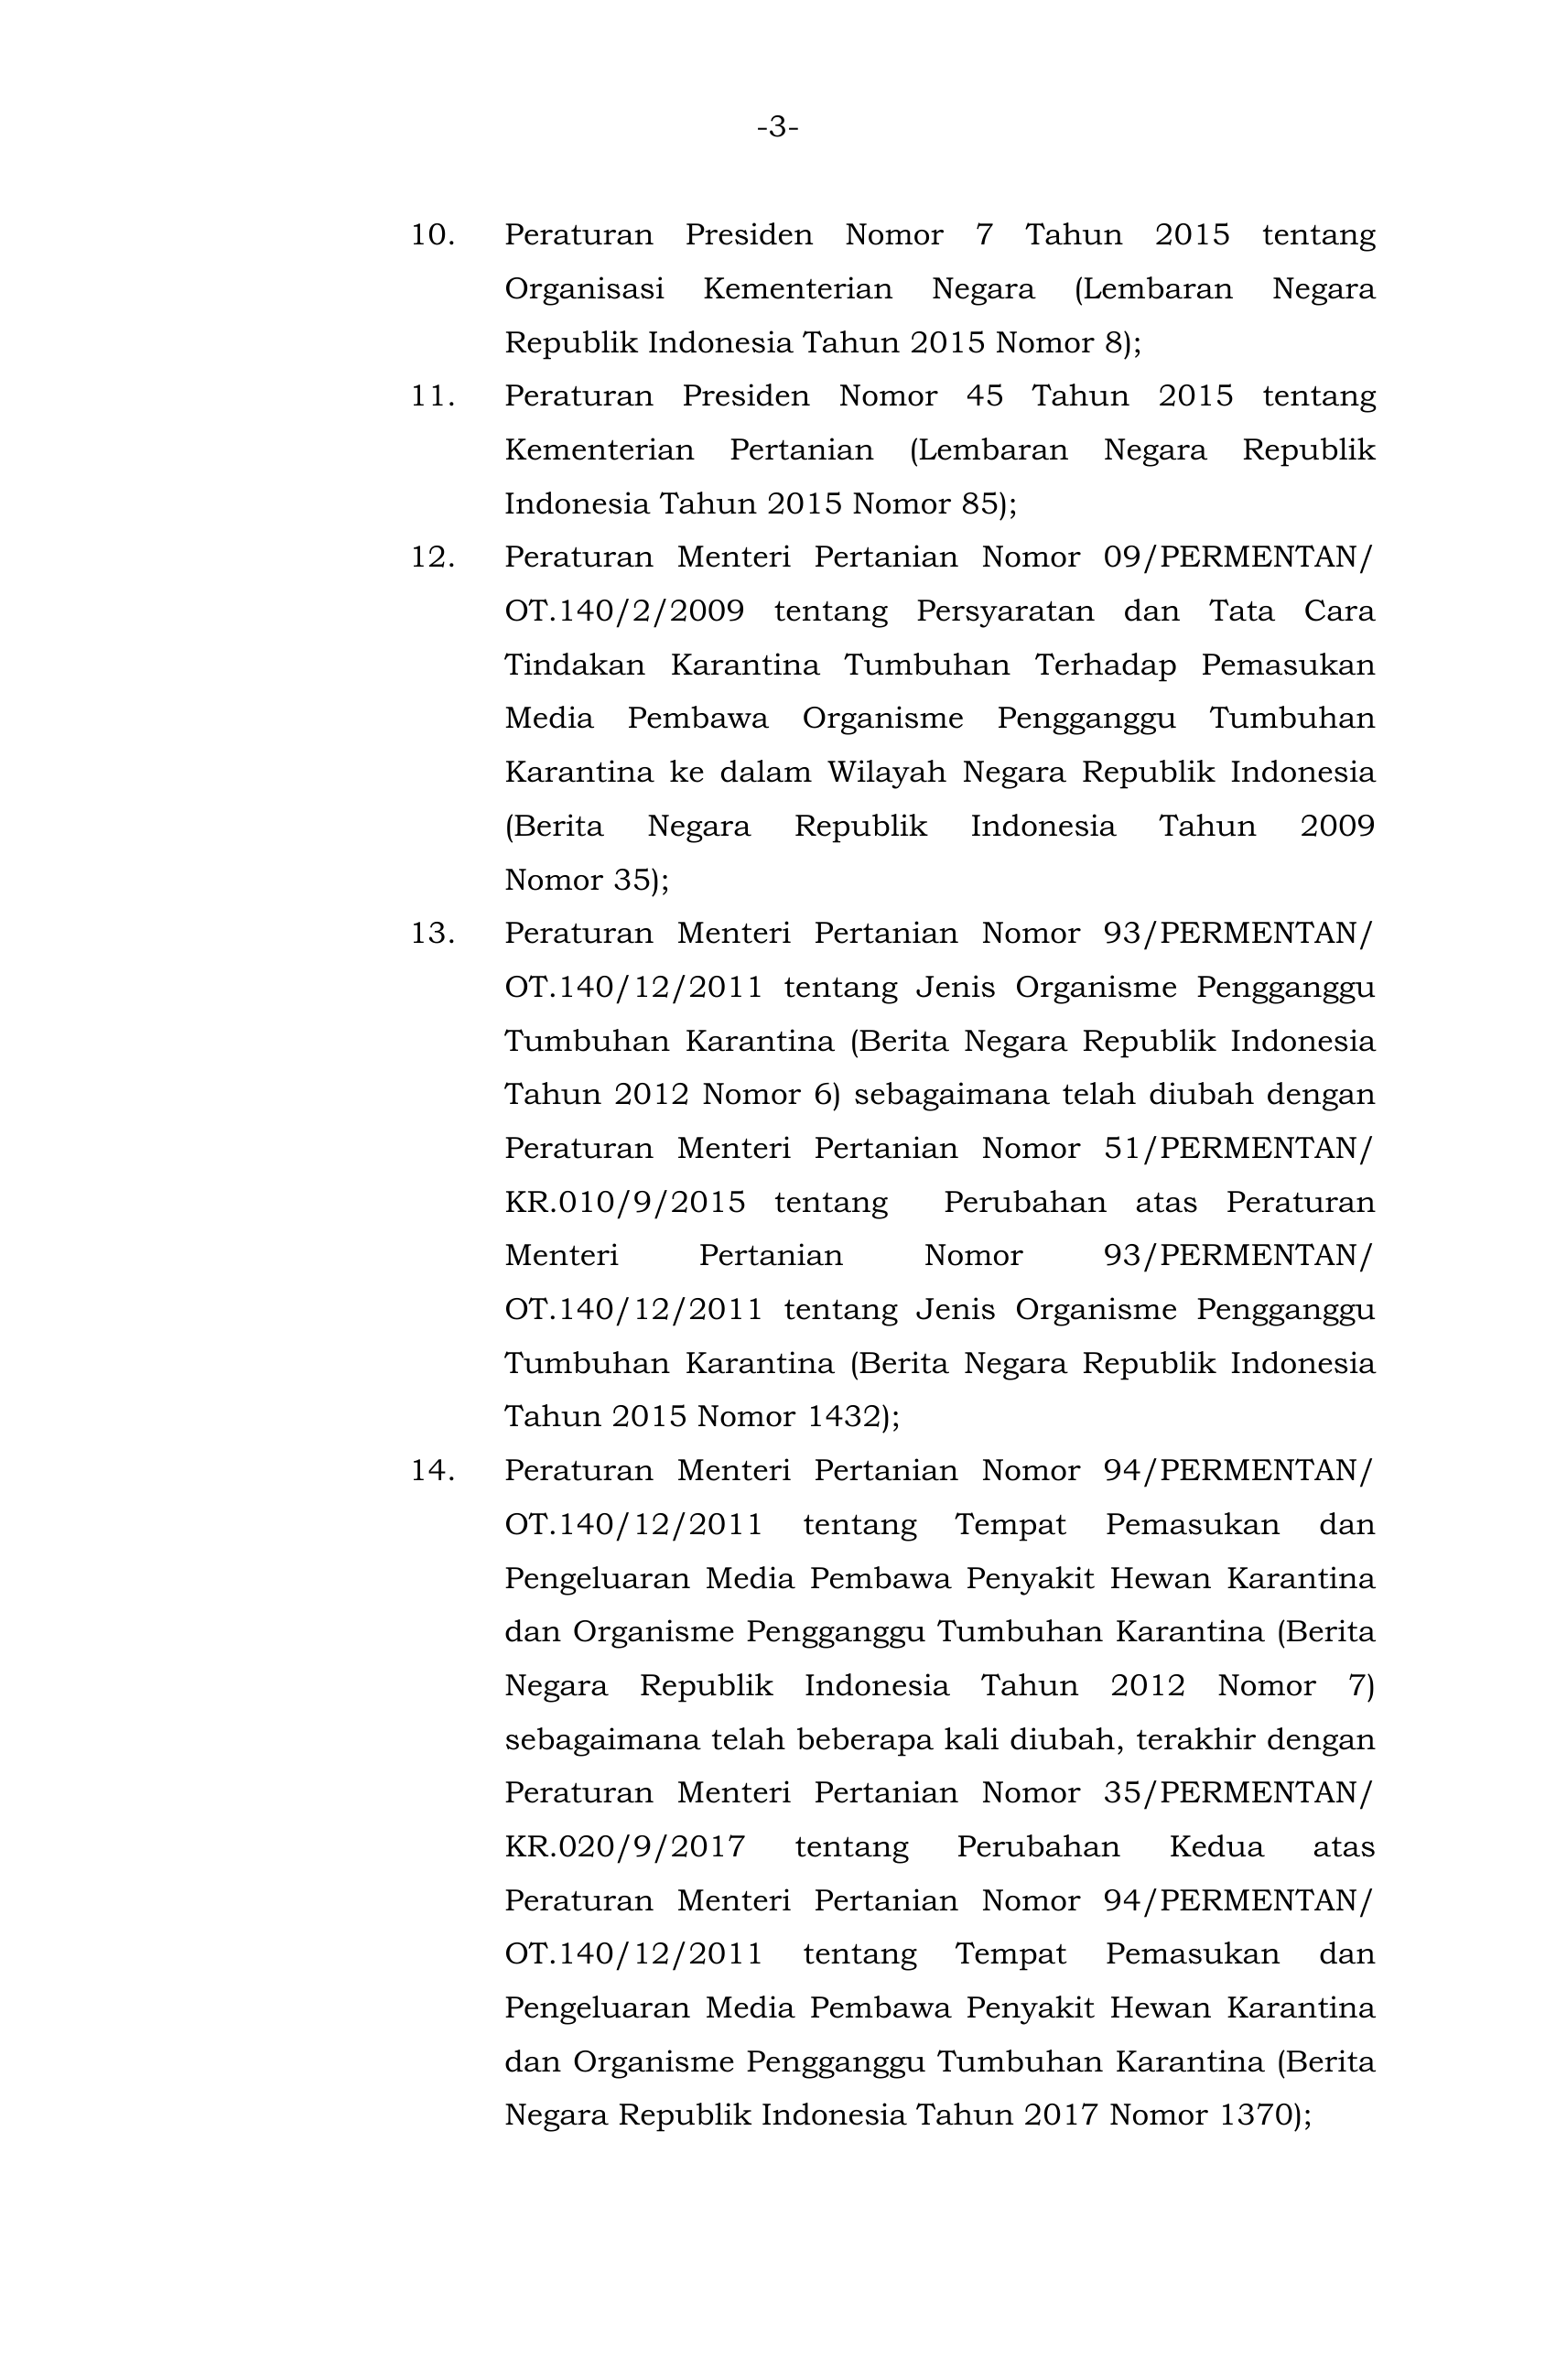 -3-
10. Peraturan Presiden Nomor 7 Tahun 2015 tentang
Organisasi Kementerian Negara (Lembaran Negara
Republik Indonesia Tahun 2015 Nomor 8);
11. Peraturan Presiden Nomor 45 Tahun 2015 tentang
Kementerian Pertanian (Lembaran Negara Republik
Indonesia Tahun 2015 Nomor 85);
12. Peraturan Menteri Pertanian Nomor 09/PERMENTAN/
OT.140/2/2009 tentang Persyaratan dan Tata Cara
Tindakan Karantina Tumbuhan Terhadap Pemasukan
Media Pembawa Organisme Pengganggu Tumbuhan
Karantina ke dalam Wilayah Negara Republik Indonesia
(Berita Negara Republik Indonesia Tahun 2009
Nomor 35);
13. Peraturan Menteri Pertanian Nomor 93/PERMENTAN/
OT.140/12/2011 tentang Jenis Organisme Pengganggu
Tumbuhan Karantina (Berita Negara Republik Indonesia
Tahun 2012 Nomor 6) sebagaimana telah diubah dengan
Peraturan Menteri Pertanian Nomor 51/PERMENTAN/
KR.010/9/2015 tentang Perubahan atas Peraturan
Menteri Pertanian Nomor 93/PERMENTAN/
OT.140/12/2011 tentang Jenis Organisme Pengganggu
Tumbuhan Karantina (Berita Negara Republik Indonesia
Tahun 2015 Nomor 1432);
14. Peraturan Menteri Pertanian Nomor 94/PERMENTAN/
OT.140/12/2011 tentang Tempat Pemasukan dan
Pengeluaran Media Pembawa Penyakit Hewan Karantina
dan Organisme Pengganggu Tumbuhan Karantina (Berita
Negara Republik Indonesia Tahun 2012 Nomor 7)
sebagaimana telah beberapa kali diubah, terakhir dengan
Peraturan Menteri Pertanian Nomor 35/PERMENTAN/
KR.020/9/2017 tentang Perubahan Kedua atas
Peraturan Menteri Pertanian Nomor 94/PERMENTAN/
OT.140/12/2011 tentang Tempat Pemasukan dan
Pengeluaran Media Pembawa Penyakit Hewan Karantina
dan Organisme Pengganggu Tumbuhan Karantina (Berita
Negara Republik Indonesia Tahun 2017 Nomor 1370);